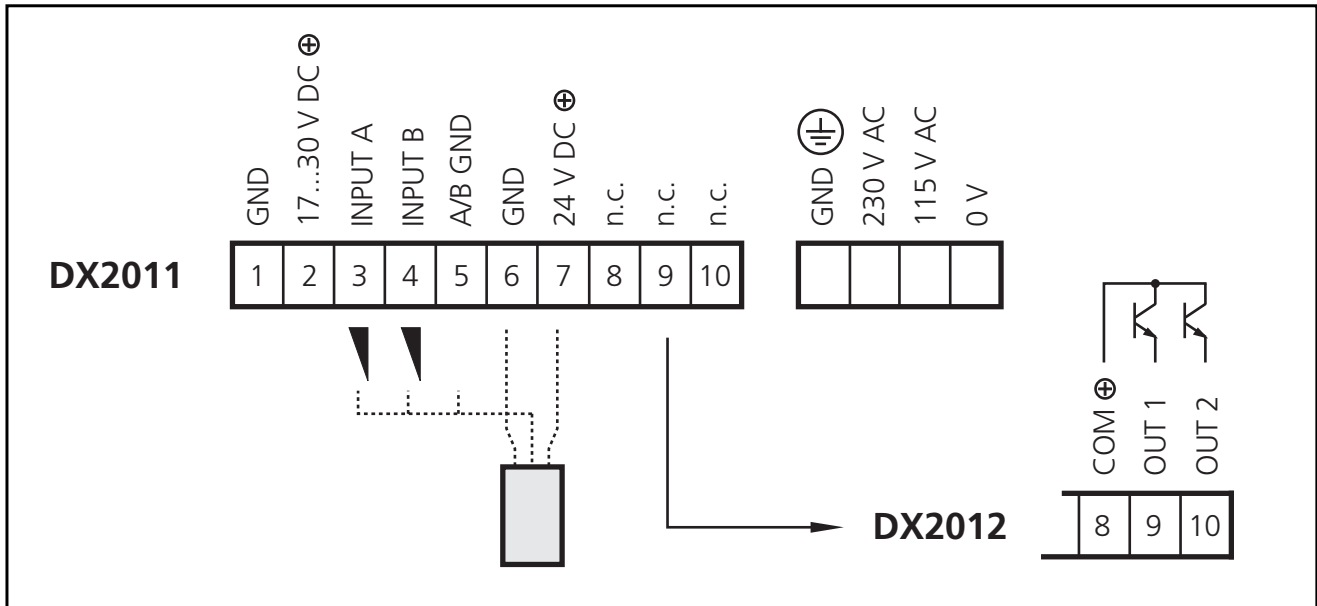 GND
17...30 V DC ⊕
INPUT A
INPUT B
A/B GND
GND
24 V DC ⊕
n.c.
n.c.
n.c.
GND
230 V AC
115 V AC
0 V
DX2011
1 2 3 4 5 6 7 8 9 10
COM ⊕
OUT 1
OUT 2
DX2012
8 9 10